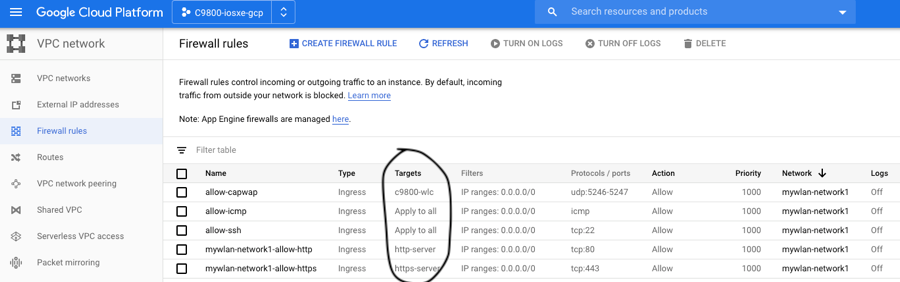 Google Cloud Platform C9800-iosxe-gcp Search resources and products
VPC network Firewall rules CREATE FIREWALL RULE REFRESH TURN ON LOGS TURN OFF LOGS DELETE
VPC networks
External IP addresses
Firewall rules
Routes
VPC network peering
Shared VPC
Serverless VPC access
Packet mirroring
Firewall rules control incoming or outgoing traffic to an instance. By default, incoming
traffic from outside your network is blocked. Learn more
Note: App Engine firewalls are managed here.
Filter table
Name Type Targets Filters Protocols / ports Action Priority Network Logs
allow-capwap Ingress c9800-wlc IP ranges: 0.0.0.0/0 udp:5246-5247 Allow 1000 mywlan-network1 Off
allow-icmp Ingress Apply to all IP ranges: 0.0.0.0/0 icmp Allow 1000 mywlan-network1 Off
allow-ssh Ingress Apply to all IP ranges: 0.0.0.0/0 tcp:22 Allow 1000 mywlan-network1 Off
mywlan-network1-allow-http Ingress http-server IP ranges: 0.0.0.0/0 tcp:80 Allow 1000 mywlan-network1 Off
mywlan-network1-allow-https Ingress https-server IP ranges: 0.0.0.0/0 tcp:443 Allow 1000 mywlan-network1 Off